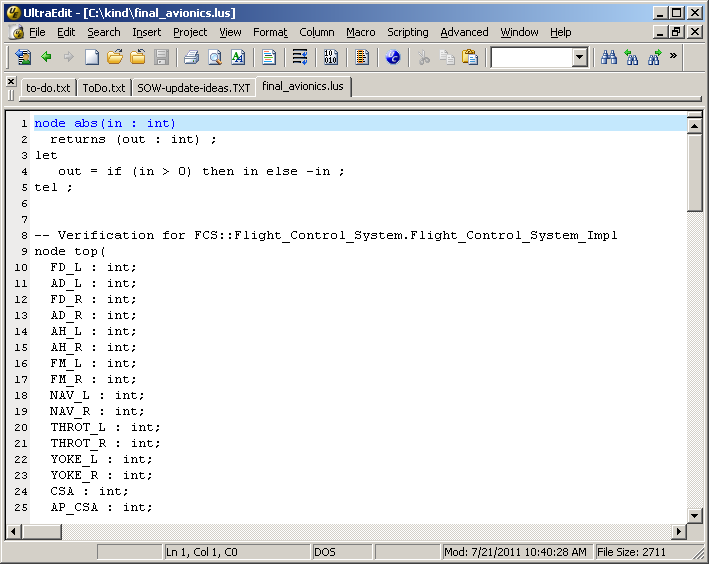 UltraEdit - [C:\kind\final_avionics.lus]
File Edit Search Insert Project View Format Column Macro Scripting Advanced Window Help
to-do.txt ToDo.txt SOW-update-ideas.TXT final_avionics.lus
1 node abs(in : int)
2   returns (out : int) ;
3 let
4    out = if (in > 0) then in else -in ;
5 tel ;
6
7
8 -- Verification for FCS::Flight_Control_System.Flight_Control_System_Impl
9 node top(
10   FD_L : int;
11   AD_L : int;
12   FD_R : int;
13   AD_R : int;
14   AH_L : int;
15   AH_R : int;
16   FM_L : int;
17   FM_R : int;
18   NAV_L : int;
19   NAV_R : int;
20   THROT_L : int;
21   THROT_R : int;
22   YOKE_L : int;
23   YOKE_R : int;
24   CSA : int;
25   AP_CSA : int;
Ln 1, Col 1, C0 DOS Mod: 7/21/2011 10:40:28 AM File Size: 2711